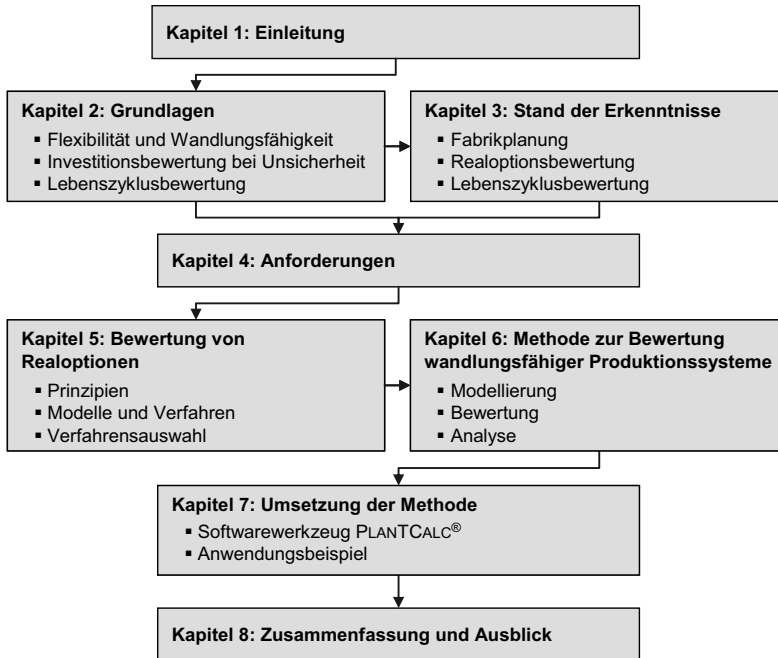 Kapitel 1: Einleitung
Kapitel 2: Grundlagen
▪ Flexibilität und Wandlungsfähigkeit
▪ Investitionsbewertung bei Unsicherheit
▪ Lebenszyklusbewertung
Kapitel 3: Stand der Erkenntnisse
▪ Fabrikplanung
▪ Realoptionsbewertung
▪ Lebenszyklusbewertung
Kapitel 4: Anforderungen
Kapitel 5: Bewertung von
Realoptionen
▪ Prinzipien
▪ Modelle und Verfahren
▪ Verfahrensauswahl
Kapitel 6: Methode zur Bewertung
wandlungsfähiger Produktionssysteme
▪ Modellierung
▪ Bewertung
▪ Analyse
Kapitel 7: Umsetzung der Methode
▪ Softwarewerkzeug PLANTCALC®
▪ Anwendungsbeispiel
Kapitel 8: Zusammenfassung und Ausblick